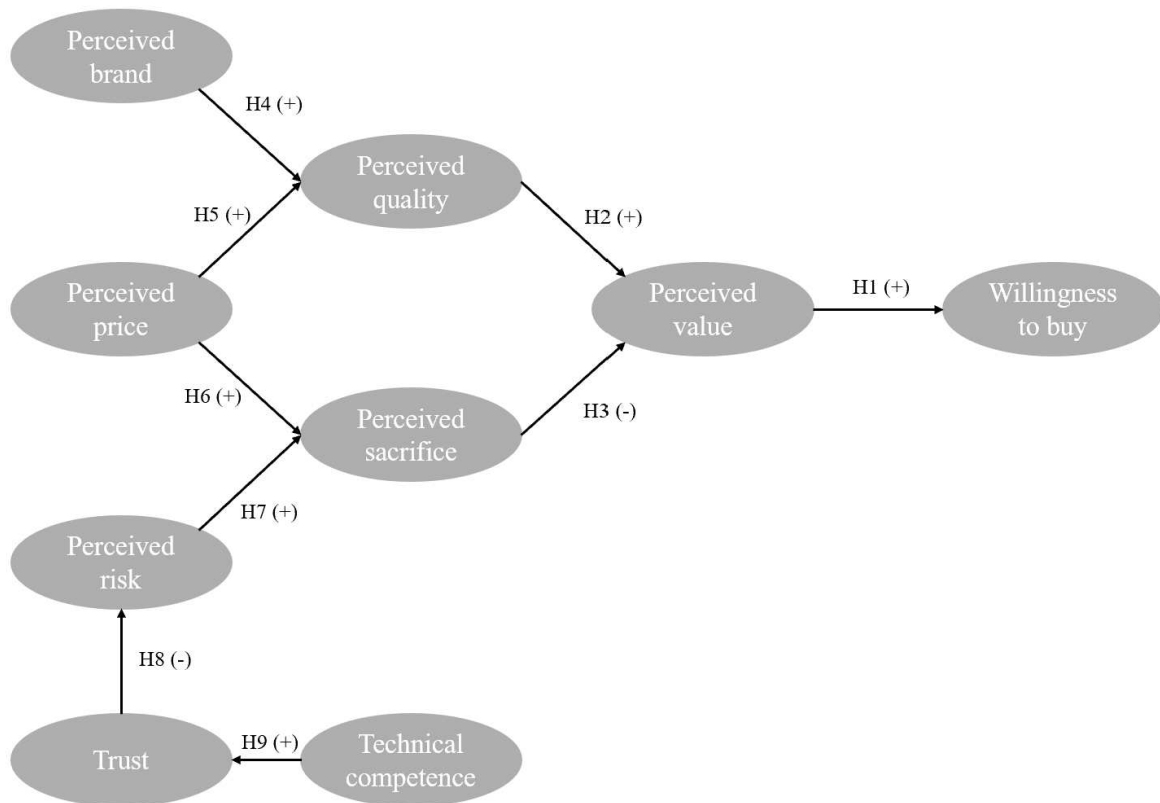 Perceived
brand
H4 (+)
Perceived
quality
H5 (+)
H2 (+)
Perceived
price
Perceived
value
H1 (+)
Willingness
to buy
H6 (+)
Perceived
sacrifice
H3 (-)
H7 (+)
Perceived
risk
H8 (-)
Trust
H9 (+)
Technical
competence